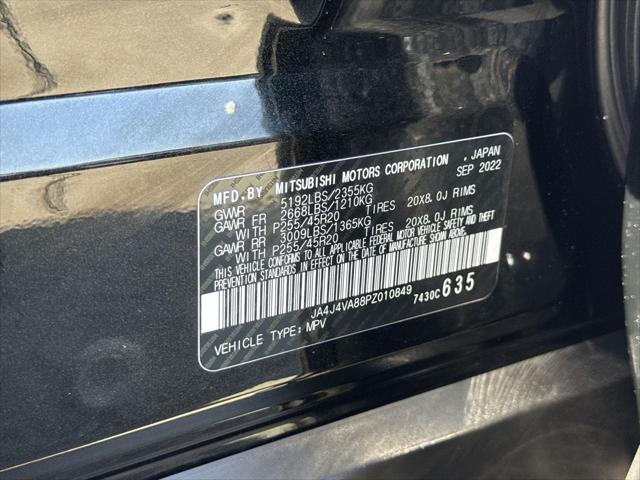 MFD.BY MITSUBISHI MOTORS CORPORATION , JAPAN
SEP 2022
GVWR 5192LBS/2355KG
GAWR FR 2668LBS/1210KG
WITH P255/45R20 TIRES 20X8.0J RIMS
GAWR RR 3009LBS/1365KG
WITH P255/45R20 TIRES 20X8.0J RIMS
THIS VEHICLE CONFORMS TO ALL APPLICABLE FEDERAL MOTOR VEHICLE SAFETY AND THEFT
PREVENTION STANDARDS IN EFFECT ON THE DATE OF MANUFACTURE SHOWN ABOVE.
JA4J4VA88PZ010849 7430C 635
VEHICLE TYPE: MPV